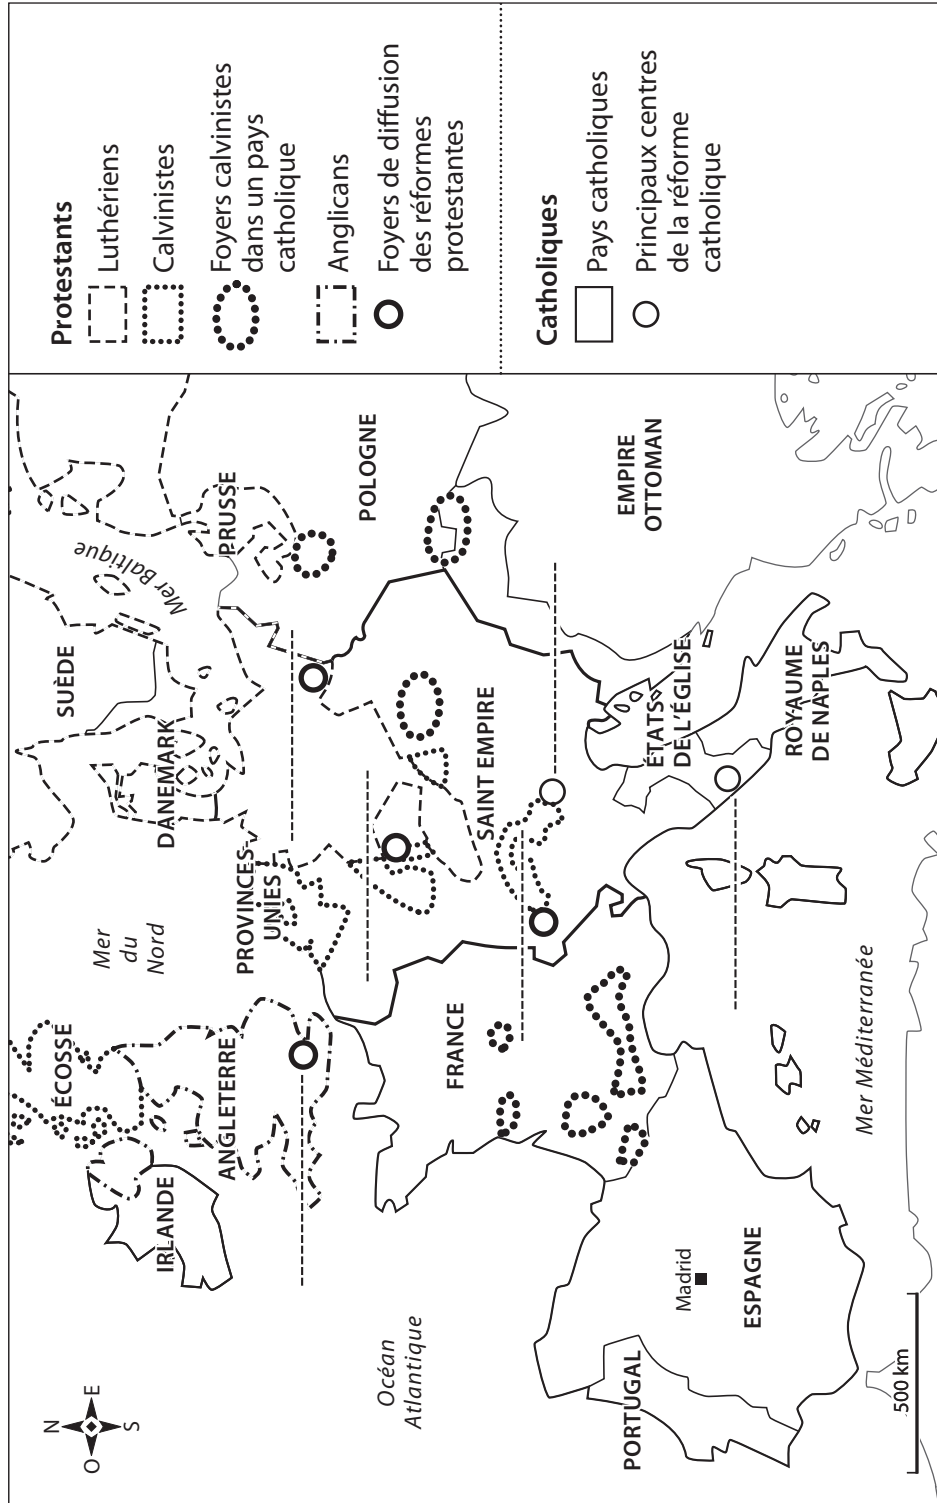 N
O
E
S
ÉCOSSE
IRLANDE
ANGLETERRE
Mer
du
Nord
SUÈDE
DANEMARK
Mer Baltique
PRUSSE
PROVINCES-
UNIES
POLOGNE
Océan
Atlantique
FRANCE
SAINT EMPIRE
EMPIRE
OTTOMAN
ÉTATS
DE L'ÉGLISE
ROYAUME
DE NAPLES
PORTUGAL
Madrid
ESPAGNE
Mer Méditerranée
500 km
Protestants
Luthériens
Calvinistes
Foyers calvinistes
dans un pays
catholique
Anglicans
Foyers de diffusion
des réformes
protestantes
Catholiques
Pays catholiques
Principaux centres
de la réforme
catholique